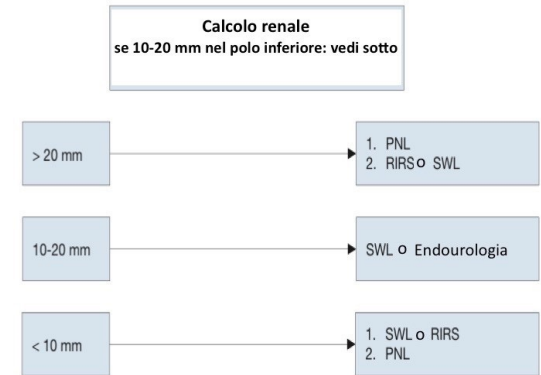 Calcolo renale
se 10-20 mm nel polo inferiore: vedi sotto
> 20 mm
1. PNL
2. RIRS o SWL
10-20 mm
SWL o Endourologia
< 10 mm
1. SWL o RIRS
2. PNL